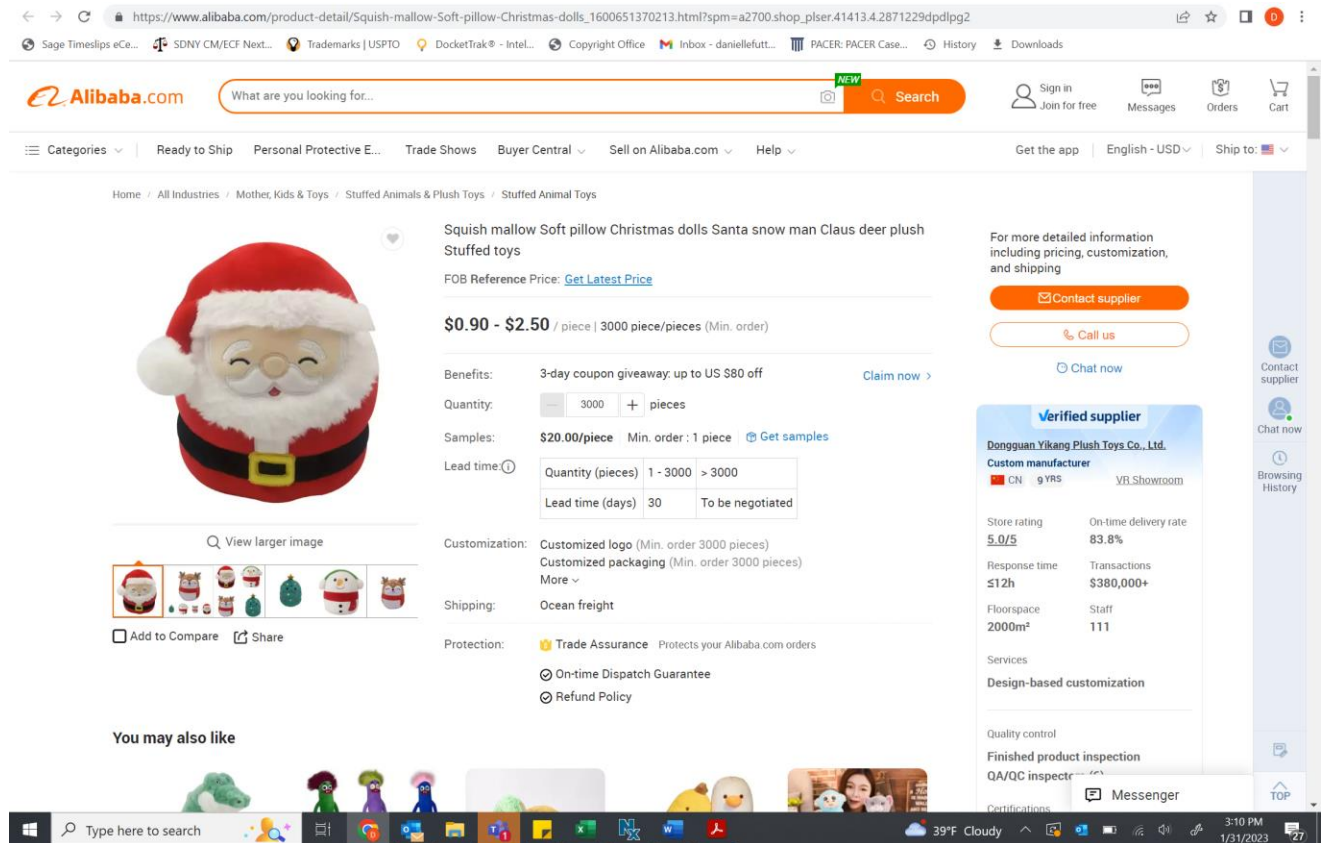 https://www.alibaba.com/product-detail/Squish-mallow-Soft-pillow-Christmas-dolls_1600651370213.html?spm=a2700.shop_plser.41413.4.2871229dpdlpg2
D
Sage Timeslips eCe... SDNY CM/ECF Next... Trademarks | USPTO DocketTrak® - Intel... Copyright Office Inbox - daniellefutt... PACER: PACER Case... History Downloads
Alibaba.com
What are you looking for...
NEW
Search
Sign in
Join for free
Messages
Orders
Cart
Categories Ready to Ship Personal Protective E... Trade Shows Buyer Central Sell on Alibaba.com Help Get the app English - USD Ship to:
Home / All Industries / Mother, Kids & Toys / Stuffed Animals & Plush Toys / Stuffed Animal Toys
Squish mallow Soft pillow Christmas dolls Santa snow man Claus deer plush
Stuffed toys
FOB Reference Price: Get Latest Price
$0.90 - $2.50 / piece | 3000 piece/pieces (Min. order)
Benefits: 3-day coupon giveaway: up to US $80 off Claim now >
Quantity: — 3000 + pieces
Samples: $20.00/piece Min. order : 1 piece Get samples
Lead time:
Quantity (pieces) 1 - 3000 > 3000
Lead time (days) 30 To be negotiated
View larger image
Customization: Customized logo (Min. order 3000 pieces)
Customized packaging (Min. order 3000 pieces)
More
Shipping: Ocean freight
Add to Compare Share
Protection: Trade Assurance Protects your Alibaba.com orders
On-time Dispatch Guarantee
Refund Policy
For more detailed information
including pricing, customization,
and shipping
Contact supplier
Call us
Chat now
Verified supplier
Dongguan Yikang Plush Toys Co., Ltd.
Custom manufacturer
CN 9 YRS VR Showroom
Store rating On-time delivery rate
5.0/5 83.8%
Response time Transactions
≤12h $380,000+
Floorspace Staff
2000m² 111
Services
Design-based customization
Quality control
Finished product inspection
QA/QC inspectors
Certifications
Contact
supplier
Chat now
Browsing
History
TOP
Messenger
You may also like
Type here to search
39°F Cloudy
3:10 PM
1/31/2023
27